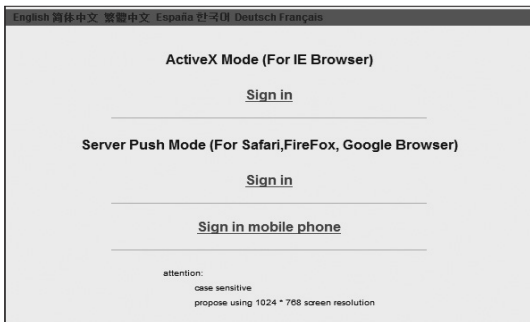 English 简体中文 繁體中文 España 한국어 Deutsch Français
ActiveX Mode (For IE Browser)
Sign in
Server Push Mode (For Safari,FireFox, Google Browser)
Sign in
Sign in mobile phone
attention:
case sensitive
propose using 1024 * 768 screen resolution